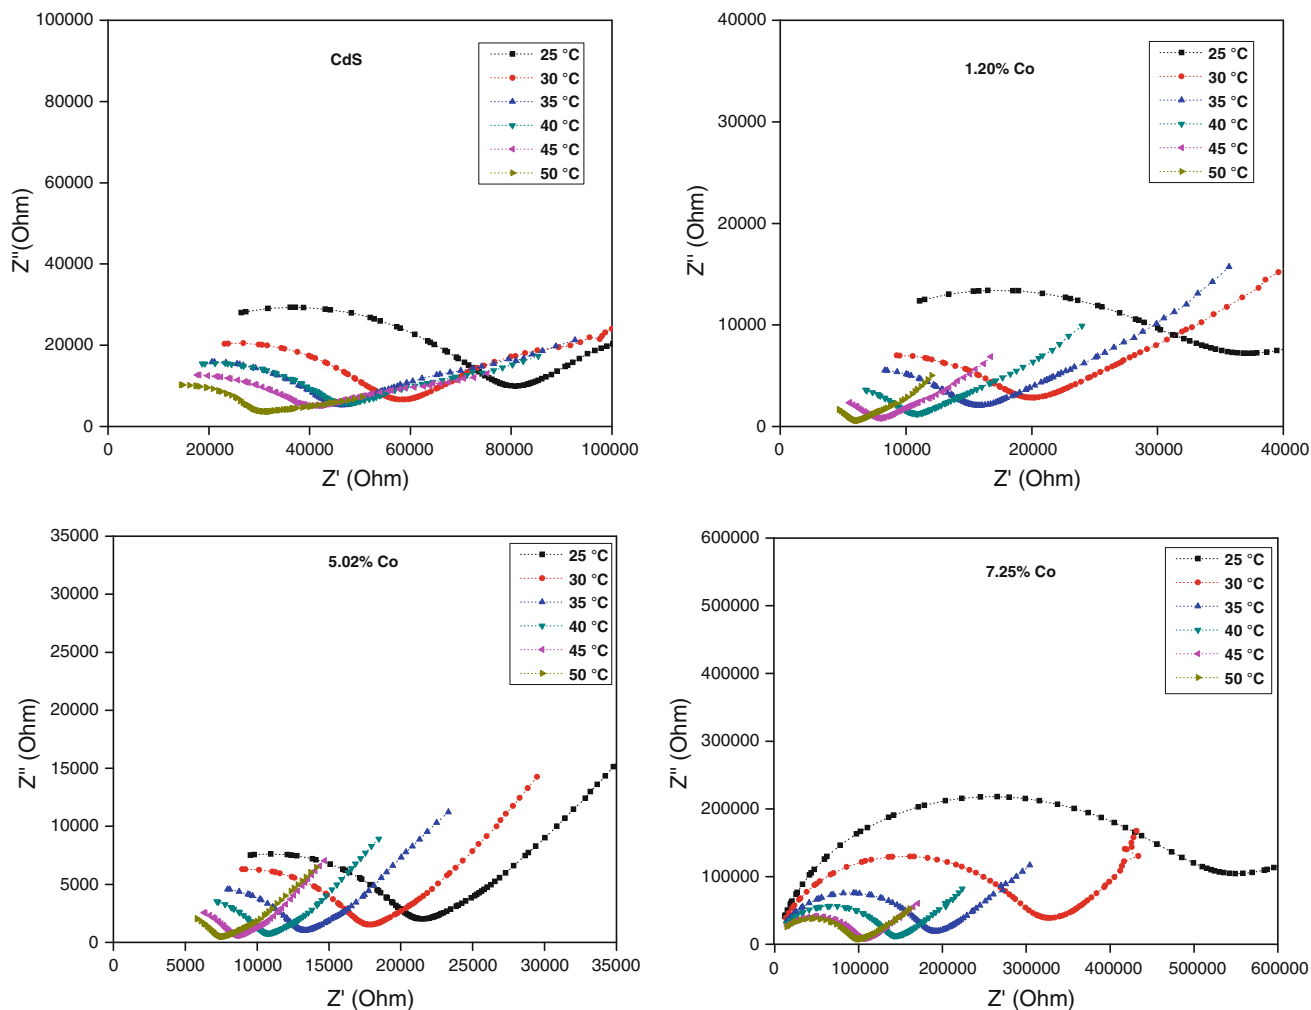 CdS
25 °C
30 °C
35 °C
40 °C
45 °C
50 °C
100000
80000
60000
40000
20000
0
Z"(Ohm)
0
20000
40000
60000
80000
100000
Z' (Ohm)
1.20% Co
25 °C
30 °C
35 °C
40 °C
45 °C
50 °C
40000
30000
20000
10000
0
Z" (Ohm)
0
10000
20000
30000
40000
Z' (Ohm)
5.02% Co
25 °C
30 °C
35 °C
40 °C
45 °C
50 °C
35000
30000
25000
20000
15000
10000
5000
0
Z" (Ohm)
0
5000
10000
15000
20000
25000
30000
35000
Z' (Ohm)
7.25% Co
25 °C
30 °C
35 °C
40 °C
45 °C
50 °C
600000
500000
400000
300000
200000
100000
0
Z" (Ohm)
0
100000
200000
300000
400000
500000
600000
Z' (Ohm)